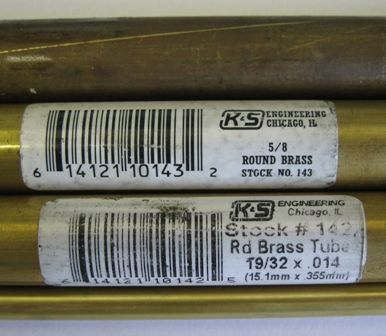 K&S ENGINEERING
CHICAGO, IL
5/8
ROUND BRASS
STOCK NO. 143
6 14121 10143 2
K&S ENGINEERING
Chicago, IL
Stock # 142
Rd Brass Tube
19/32 x .014
(15.1mm x .355mm)
6 14121 10142 5